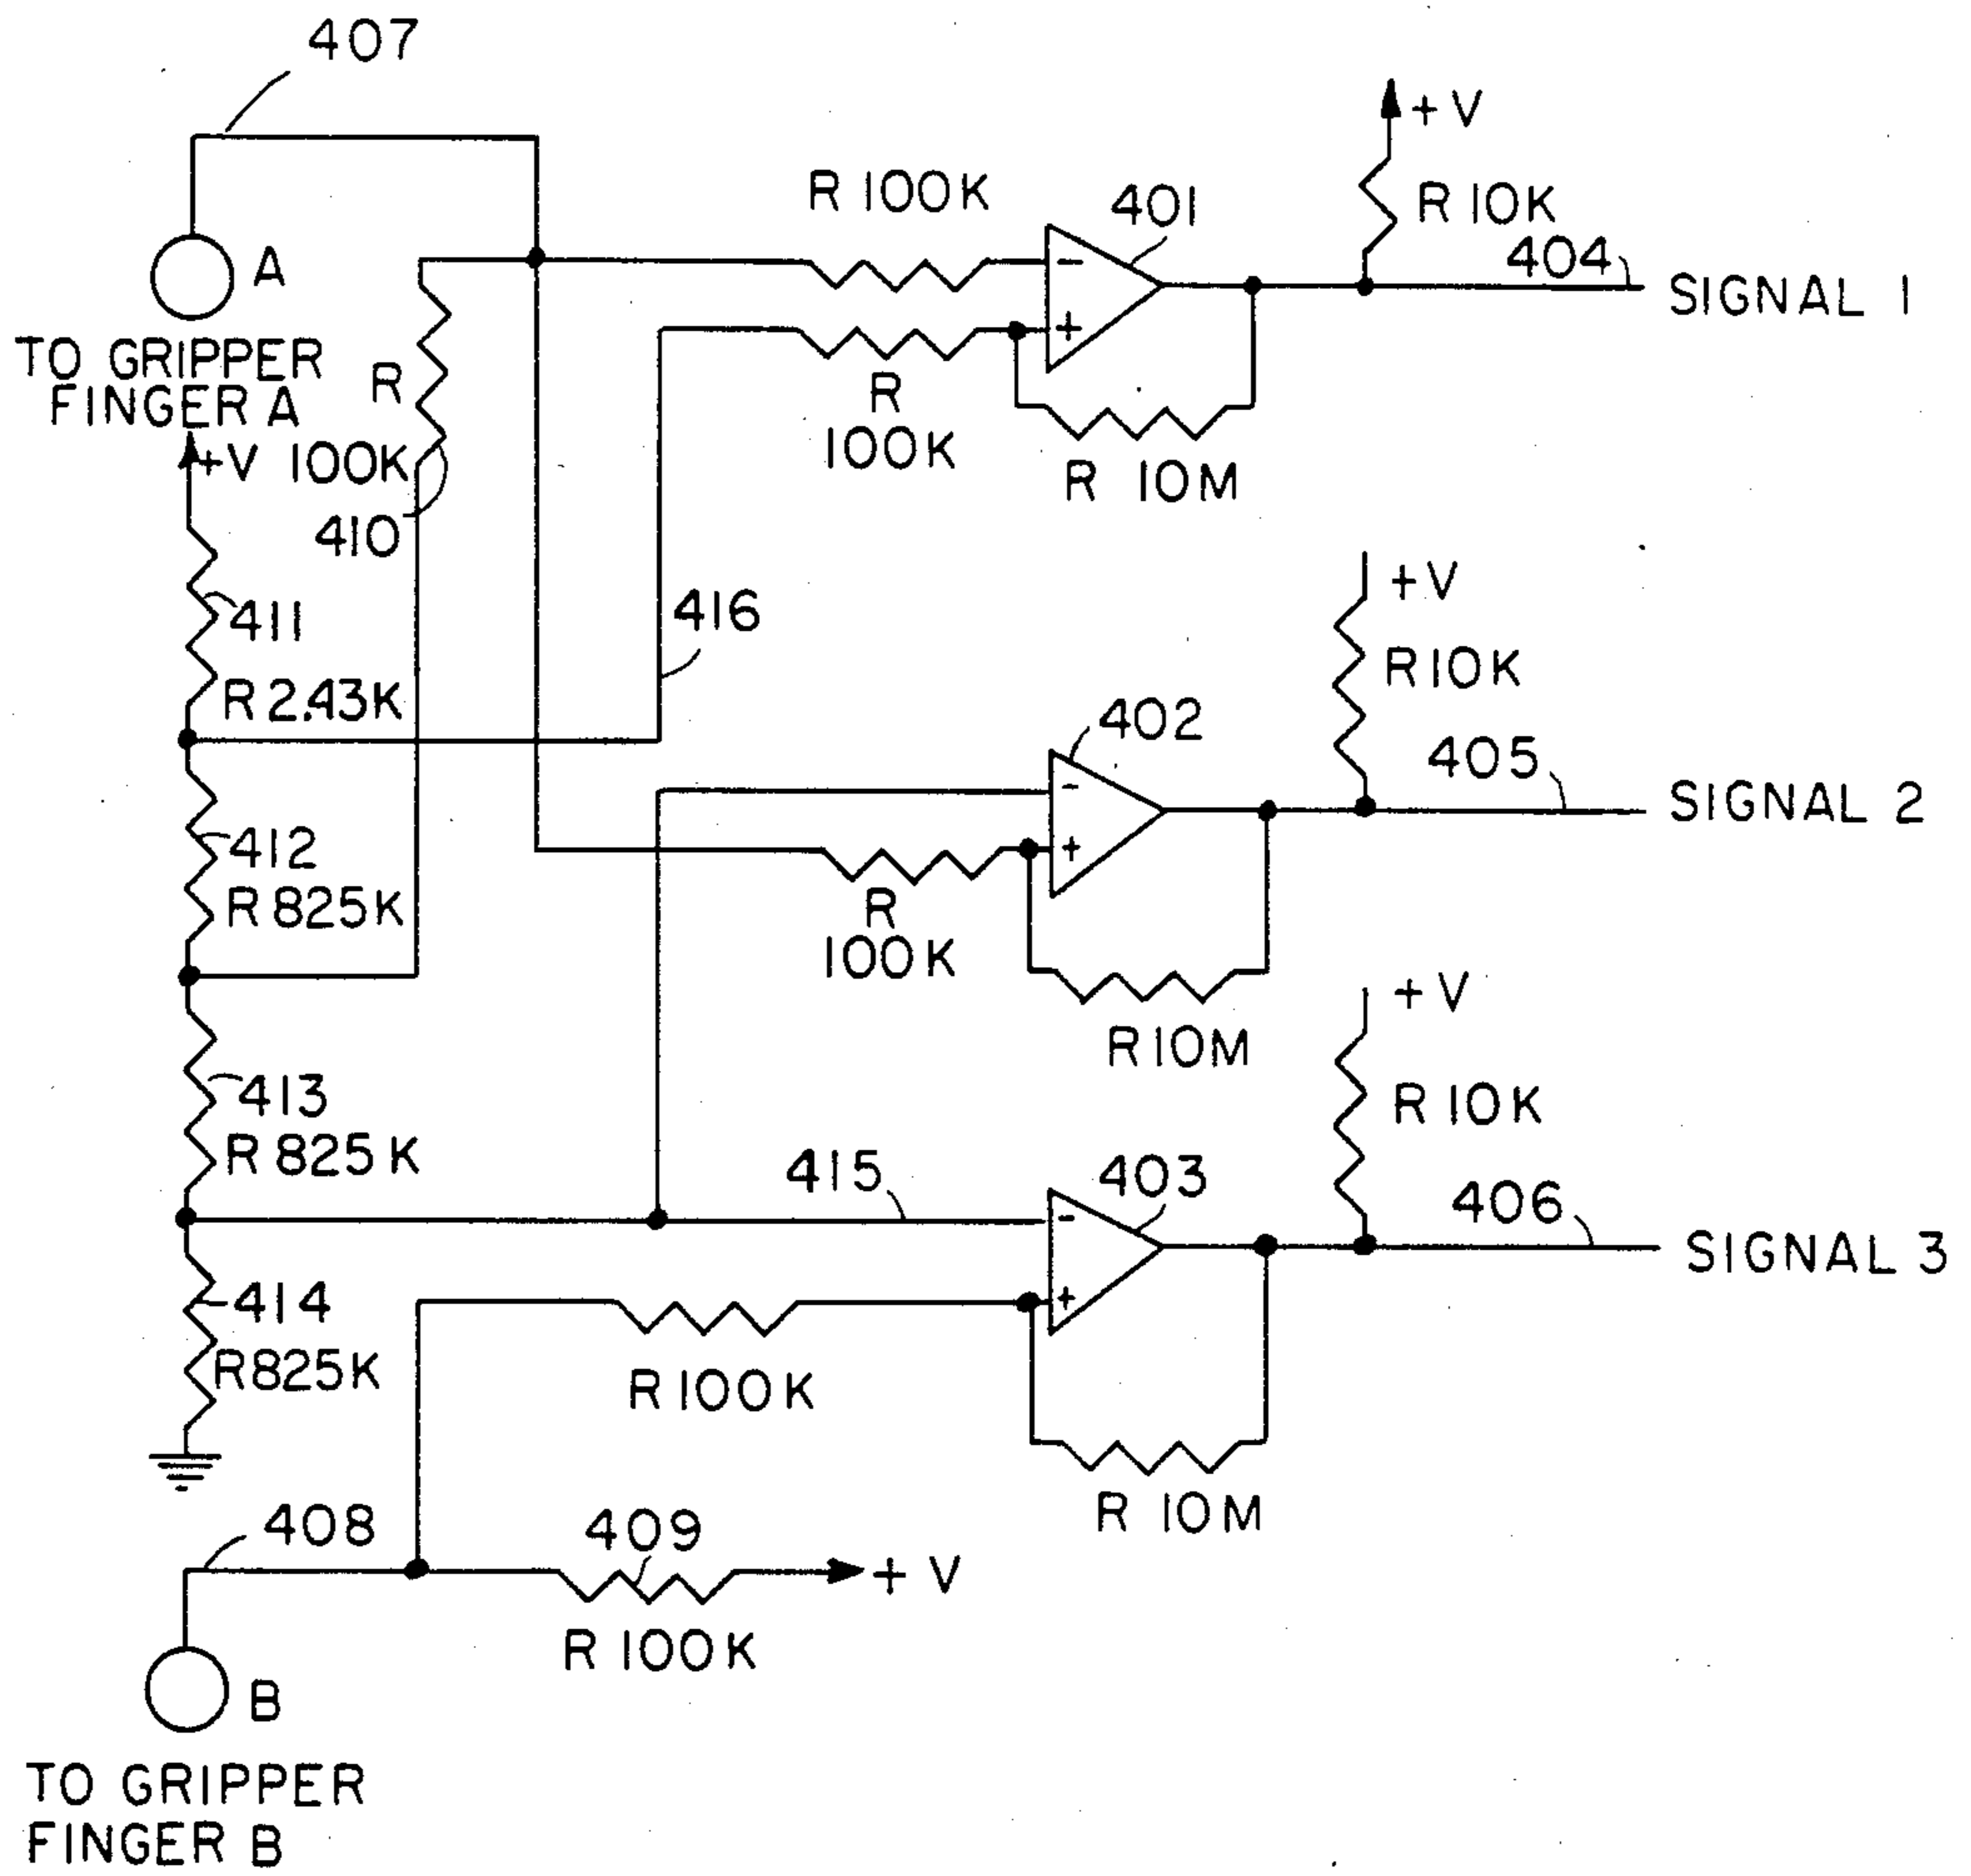 407
+V
R 100K
401
R 10K
404
SIGNAL 1
A
-
+
TO GRIPPER
FINGER A
R
100K
R
100K
R 10M
+V
410
411
R 2.43K
416
+V
R 10K
402
405
SIGNAL 2
-
+
412
R 825K
R
100K
R 10M
+V
R 10K
413
R 825K
415
403
406
SIGNAL 3
-
+
414
R 825K
R 100K
R 10M
408
409
+ V
R 100K
B
TO GRIPPER
FINGER B